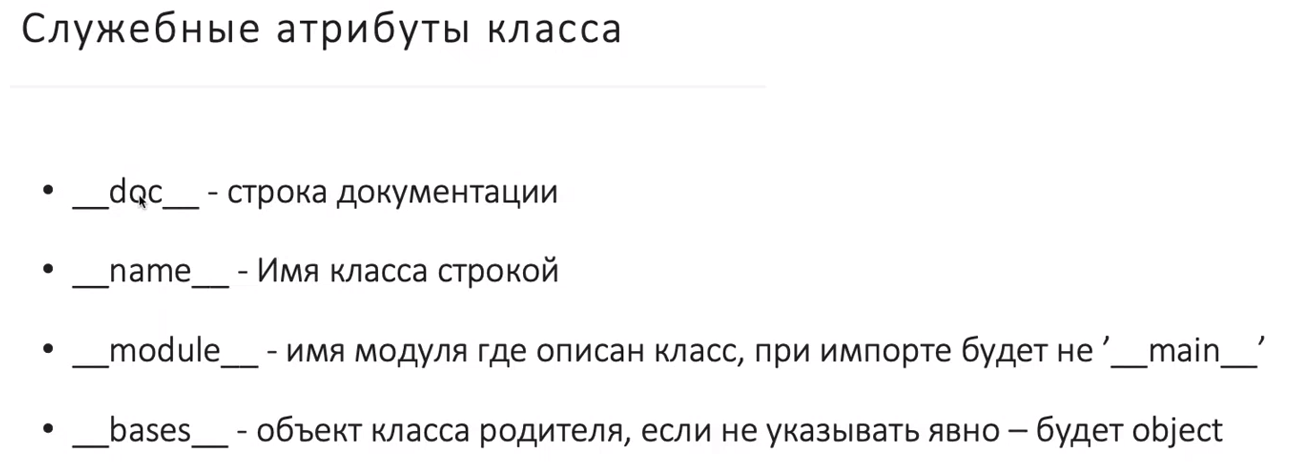 Служебные атрибуты класса
• __doc__ - строка документации
• __name__ - Имя класса строкой
• __module__ - имя модуля где описан класс, при импорте будет не ’__main__’
• __bases__ - объект класса родителя, если не указывать явно – будет object